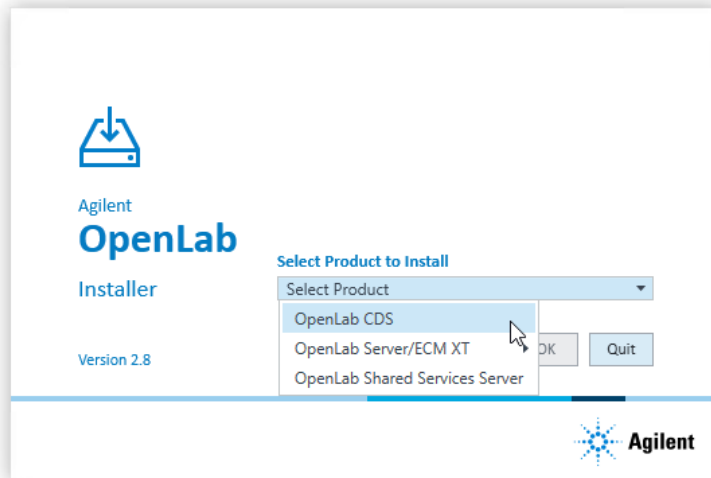 Agilent
OpenLab
Installer
Version 2.8
Select Product to Install
Select Product
OpenLab CDS
OpenLab Server/ECM XT
OpenLab Shared Services Server
OK
Quit
Agilent